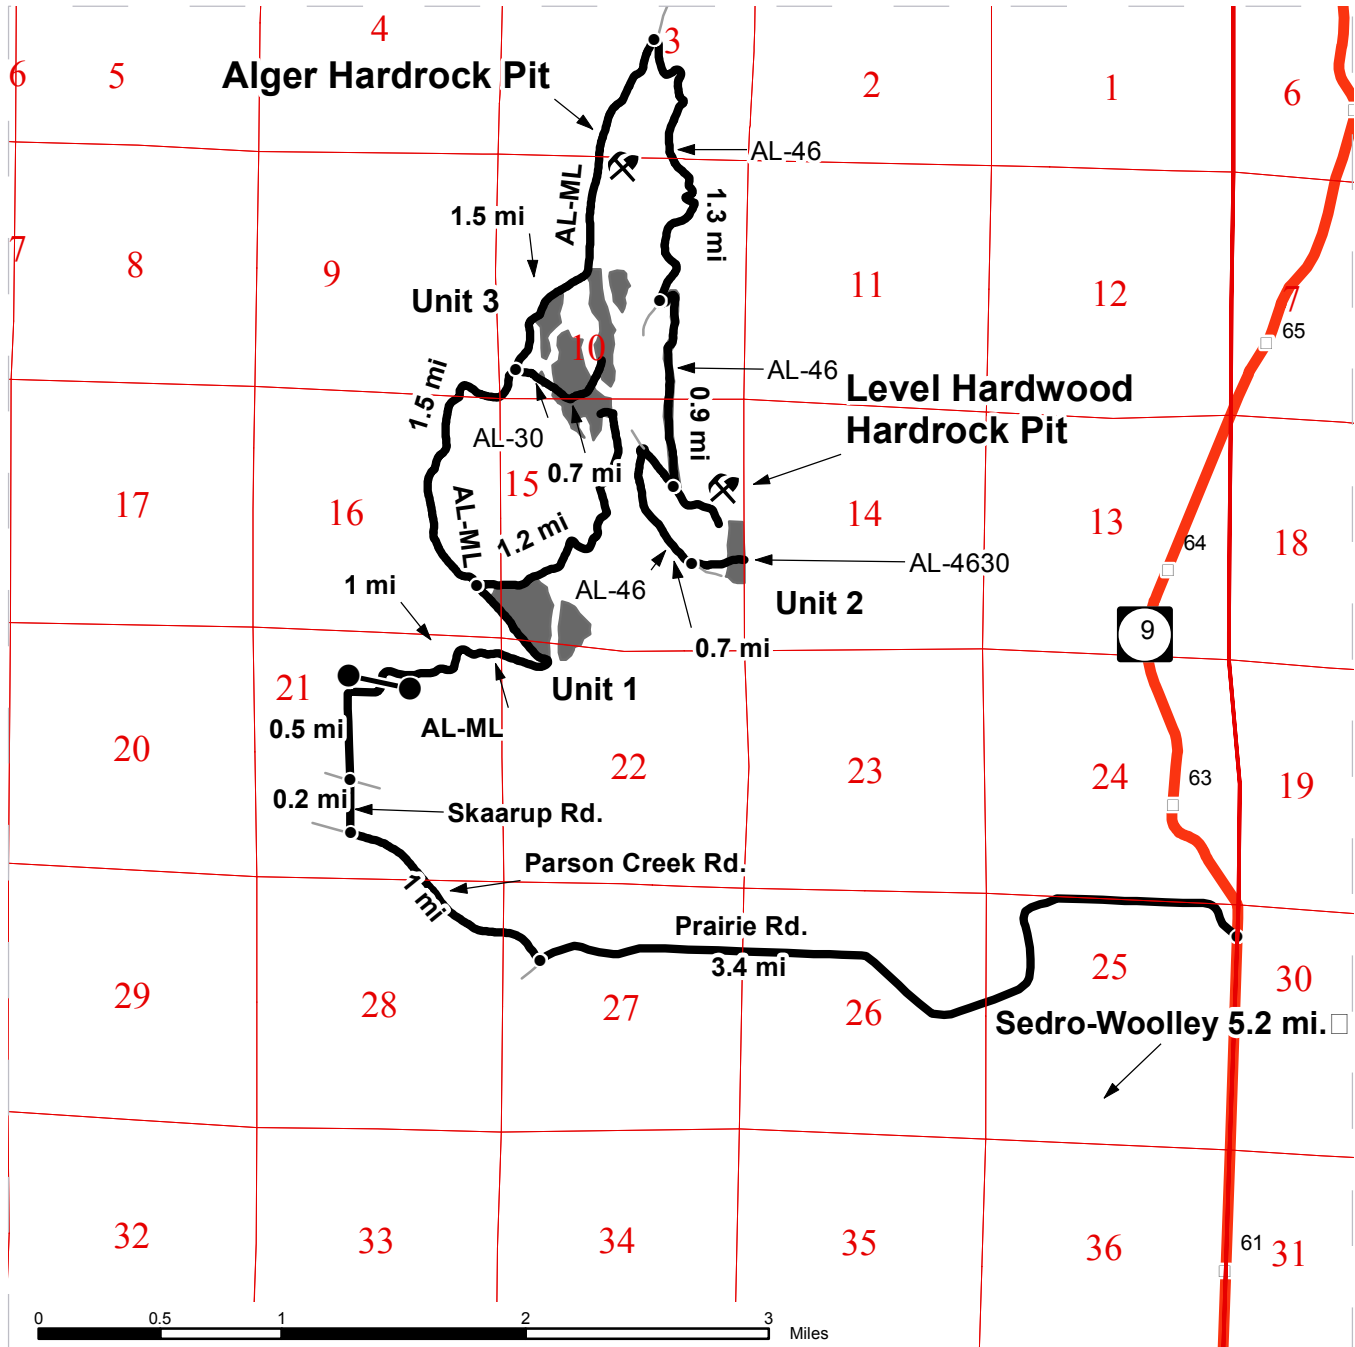 4
3
6
5
Alger Hardrock Pit
2
1
6
AL-46
AL-ML
1.5 mi
1.3 mi
7
8
9
11
12
7
Unit 3
65
10
AL-46
1.5 mi
Level Hardwood
Hardrock Pit
0.9 mi
AL-30
0.7 mi
15
17
16
14
13
18
64
AL-ML
1.2 mi
1 mi
AL-46
AL-4630
Unit 2
9
0.7 mi
21
Unit 1
0.5 mi
AL-ML
20
22
23
24
63
19
0.2 mi
Skaarup Rd.
Parson Creek Rd.
1 mi
Prairie Rd.
3.4 mi
25
30
29
28
27
26
Sedro-Woolley 5.2 mi.
32
33
34
35
36
61
31
0
0.5
1
2
3
Miles